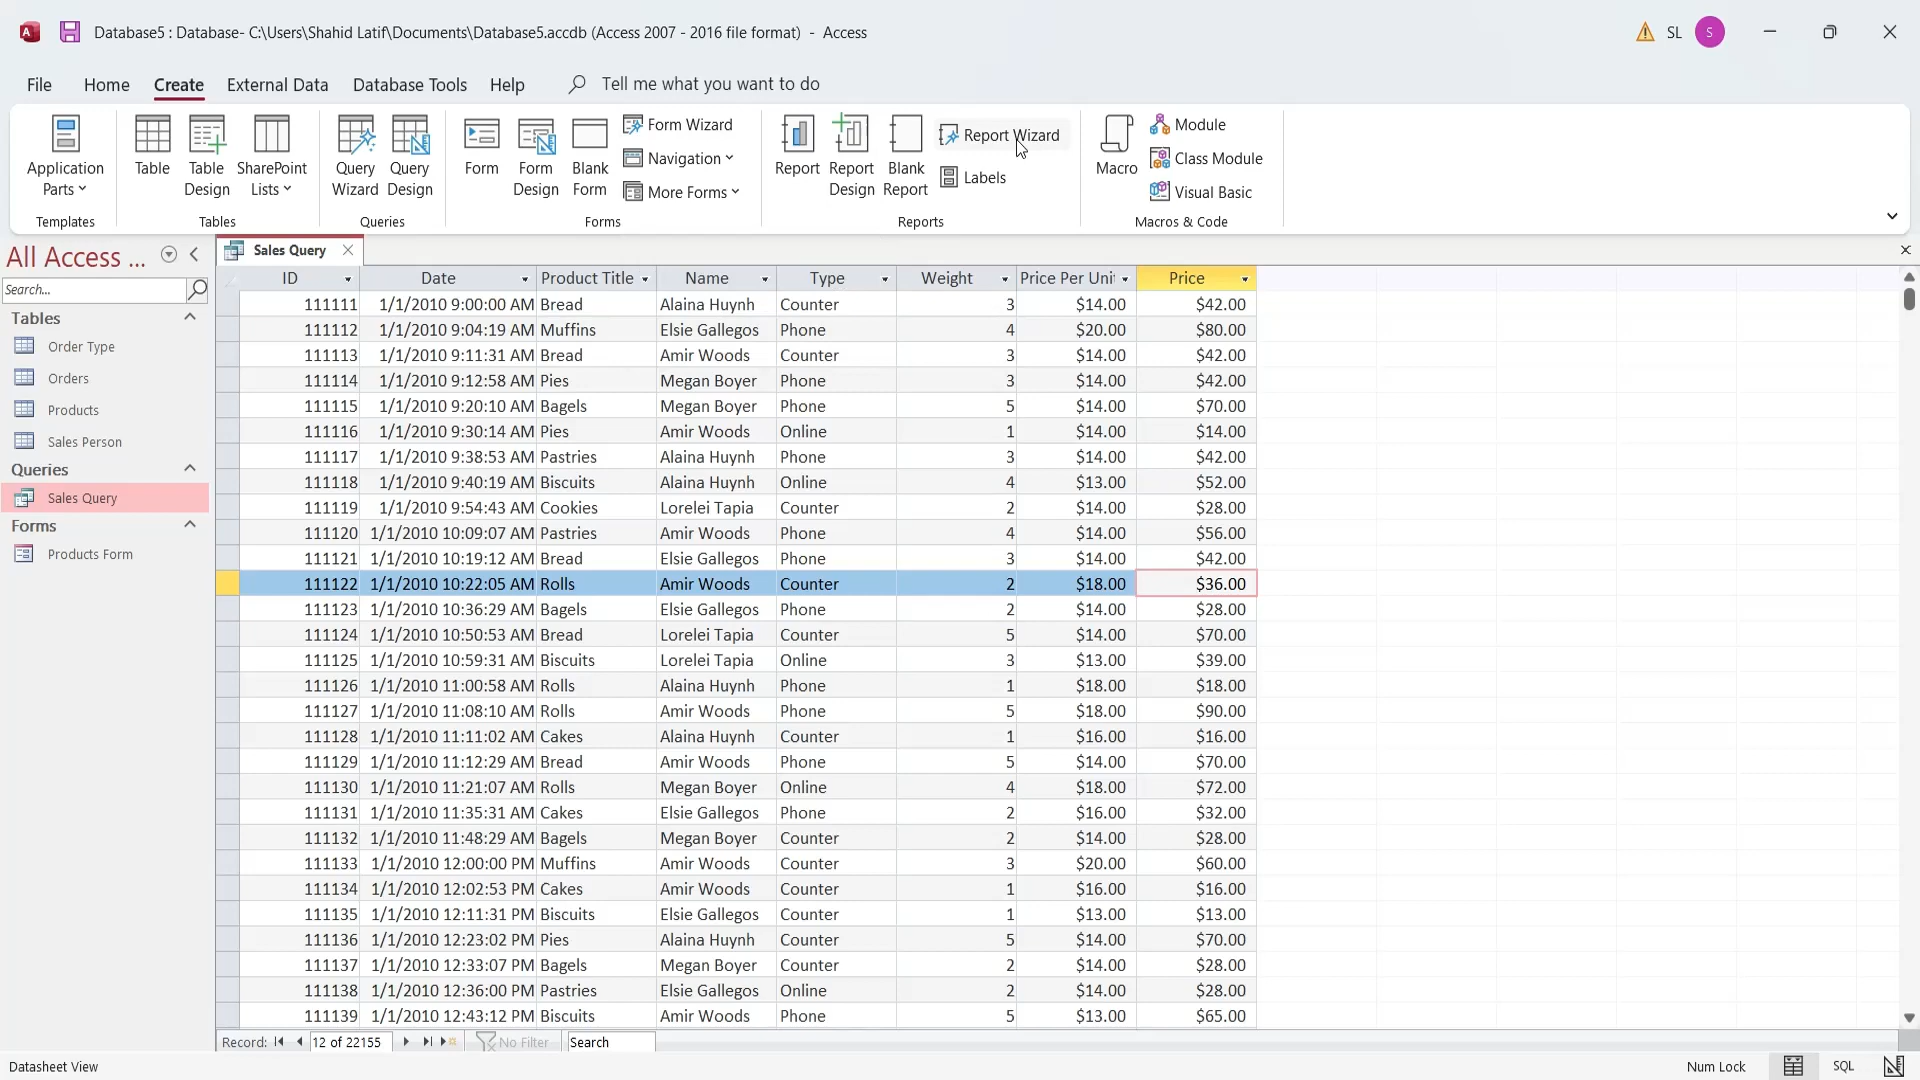 Database5 : Database- C:\Users\Shahid Latif\Documents\Database5.accdb (Access 2007 - 2016 file format) - Access
SL
S
File Home Create External Data Database Tools Help Tell me what you want to do
Application Parts
Table
Table Design
SharePoint Lists
Query Wizard
Query Design
Form
Form Design
Blank Form
Form Wizard
Navigation
More Forms
Report
Report Design
Blank Report
Report Wizard
Labels
Macro
Module
Class Module
Visual Basic
Templates Tables Queries Forms Reports Macros & Code
All Access ...
Search...
Tables
Order Type
Orders
Products
Sales Person
Queries
Sales Query
Forms
Products Form
Sales Query
ID Date Product Title Name Type Weight Price Per Unit Price
111111 1/1/2010 9:00:00 AM Bread Alaina Huynh Counter 3 $14.00 $42.00
111112 1/1/2010 9:04:19 AM Muffins Elsie Gallegos Phone 4 $20.00 $80.00
111113 1/1/2010 9:11:31 AM Bread Amir Woods Counter 3 $14.00 $42.00
111114 1/1/2010 9:12:58 AM Pies Megan Boyer Phone 3 $14.00 $42.00
111115 1/1/2010 9:20:10 AM Bagels Megan Boyer Phone 5 $14.00 $70.00
111116 1/1/2010 9:30:14 AM Pies Amir Woods Online 1 $14.00 $14.00
111117 1/1/2010 9:38:53 AM Pastries Alaina Huynh Counter 3 $14.00 $42.00
111118 1/1/2010 9:40:19 AM Biscuits Alaina Huynh Online 4 $13.00 $52.00
111119 1/1/2010 9:54:43 AM Cookies Lorelei Tapia Counter 2 $14.00 $28.00
111120 1/1/2010 10:09:07 AM Pastries Amir Woods Phone 4 $14.00 $56.00
111121 1/1/2010 10:19:12 AM Bread Elsie Gallegos Phone 3 $14.00 $42.00
111122 1/1/2010 10:22:05 AM Rolls Amir Woods Counter 2 $18.00 $36.00
111123 1/1/2010 10:36:29 AM Bagels Elsie Gallegos Phone 2 $14.00 $28.00
111124 1/1/2010 10:50:53 AM Bread Lorelei Tapia Counter 5 $14.00 $70.00
111125 1/1/2010 10:59:31 AM Biscuits Lorelei Tapia Online 3 $13.00 $39.00
111126 1/1/2010 11:00:58 AM Rolls Alaina Huynh Phone 1 $18.00 $18.00
111127 1/1/2010 11:08:10 AM Rolls Amir Woods Phone 5 $18.00 $90.00
111128 1/1/2010 11:11:02 AM Cakes Alaina Huynh Counter 1 $16.00 $16.00
111129 1/1/2010 11:12:29 AM Bread Amir Woods Phone 5 $14.00 $70.00
111130 1/1/2010 11:21:07 AM Rolls Megan Boyer Online 4 $18.00 $72.00
111131 1/1/2010 11:35:31 AM Cakes Elsie Gallegos Phone 2 $16.00 $32.00
111132 1/1/2010 11:48:29 AM Bagels Megan Boyer Counter 2 $14.00 $28.00
111133 1/1/2010 12:00:00 PM Muffins Amir Woods Counter 3 $20.00 $60.00
111134 1/1/2010 12:02:53 PM Cakes Amir Woods Counter 1 $16.00 $16.00
111135 1/1/2010 12:11:31 PM Biscuits Elsie Gallegos Counter 1 $13.00 $13.00
111136 1/1/2010 12:23:02 PM Pies Alaina Huynh Counter 5 $14.00 $70.00
111137 1/1/2010 12:33:07 PM Bagels Megan Boyer Counter 2 $14.00 $28.00
111138 1/1/2010 12:36:00 PM Pastries Elsie Gallegos Online 2 $14.00 $28.00
111139 1/1/2010 12:43:12 PM Biscuits Amir Woods Phone 5 $13.00 $65.00
Record: 12 of 22155 No Filter Search
Datasheet View Num Lock SQL